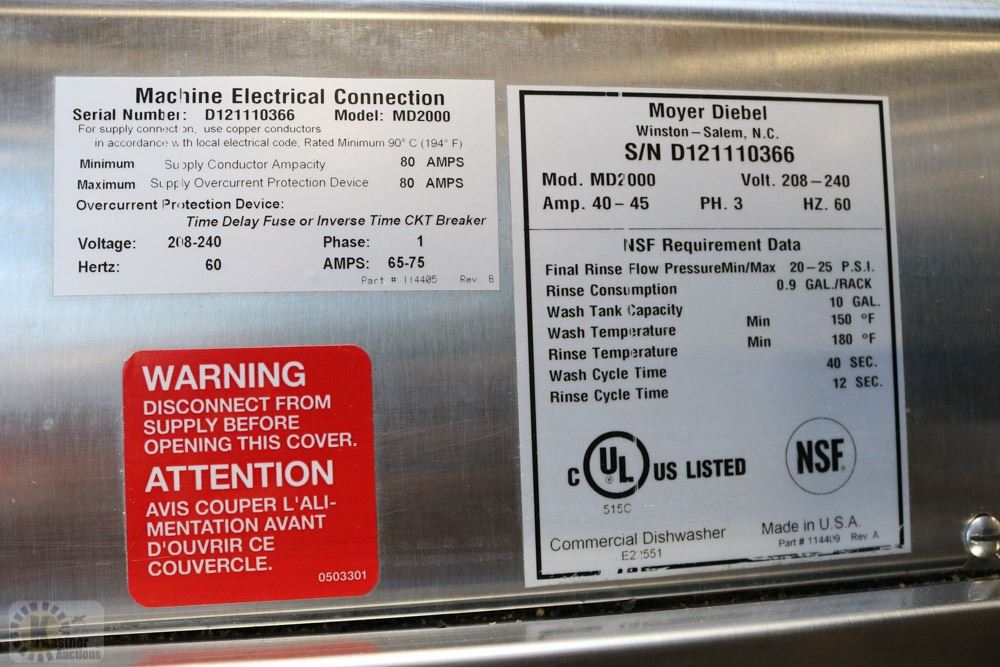 Machine Electrical Connection
Serial Number: D121110366 Model: MD2000
For supply connection, use copper conductors
in accordance with local electrical code, Rated Minimum 90° C (194° F)
Minimum Supply Conductor Ampacity 80 AMPS
Maximum Supply Overcurrent Protection Device 80 AMPS
Overcurrent Protection Device:
Time Delay Fuse or Inverse Time CKT Breaker
Voltage: 208-240 Phase: 1
Hertz: 60 AMPS: 65-75
Part # 114405 Rev. B
WARNING
DISCONNECT FROM
SUPPLY BEFORE
OPENING THIS COVER.
ATTENTION
AVIS COUPER L'ALI-
MENTATION AVANT
D'OUVRIR CE
COUVERCLE.
0503301
Moyer Diebel
Winston-Salem, N.C.
S/N D121110366
Mod. MD2000 Volt. 208-240
Amp. 40-45 PH. 3 HZ. 60
NSF Requirement Data
Final Rinse Flow PressureMin/Max 20-25 P.S.I.
Rinse Consumption 0.9 GAL./RACK
Wash Tank Capacity 10 GAL.
Wash Temperature Min 150 °F
Rinse Temperature Min 180 °F
Wash Cycle Time 40 SEC.
Rinse Cycle Time 12 SEC.
C UL US LISTED
515C
NSF
Commercial Dishwasher Made in U.S.A.
Part # 114409 Rev. A
Kastner
Auctions